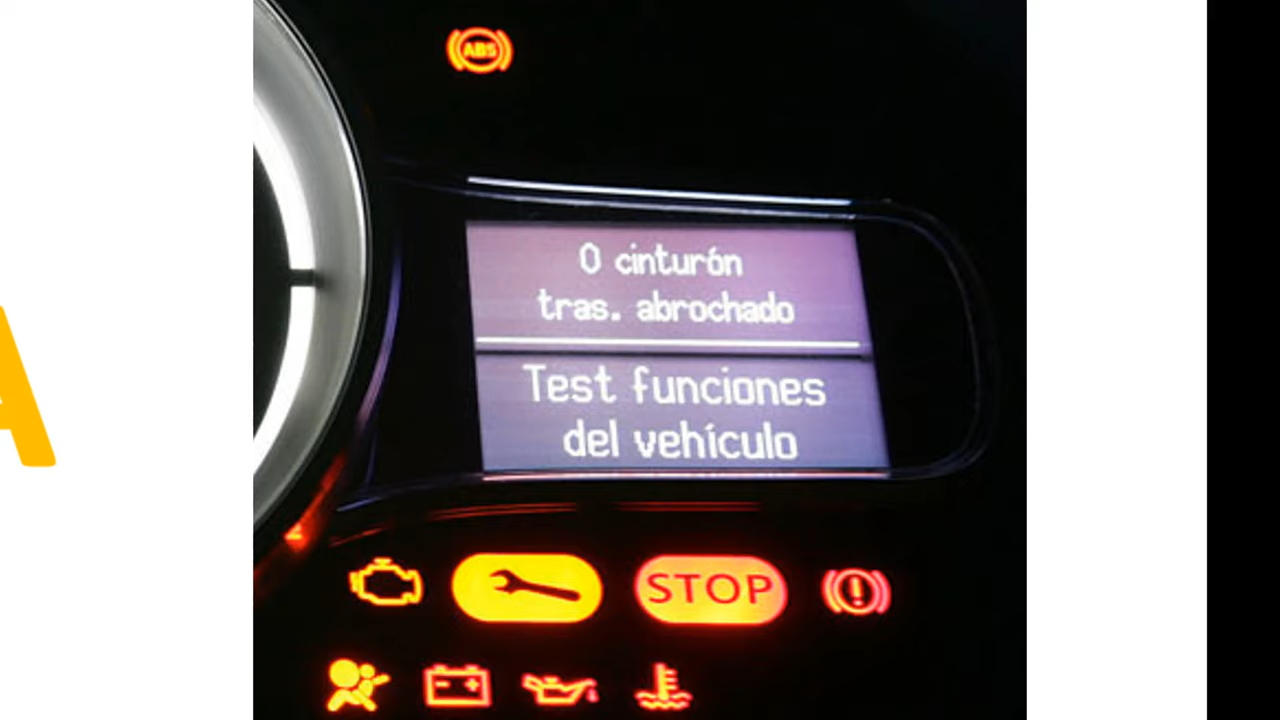 A
ABS
0 cinturón
tras. abrochado
Test funciones
del vehículo
STOP